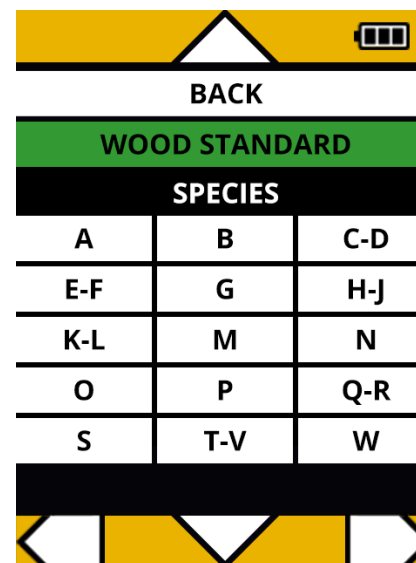 BACK
WOOD STANDARD
SPECIES
A B C-D
E-F G H-J
K-L M N
O P Q-R
S T-V W